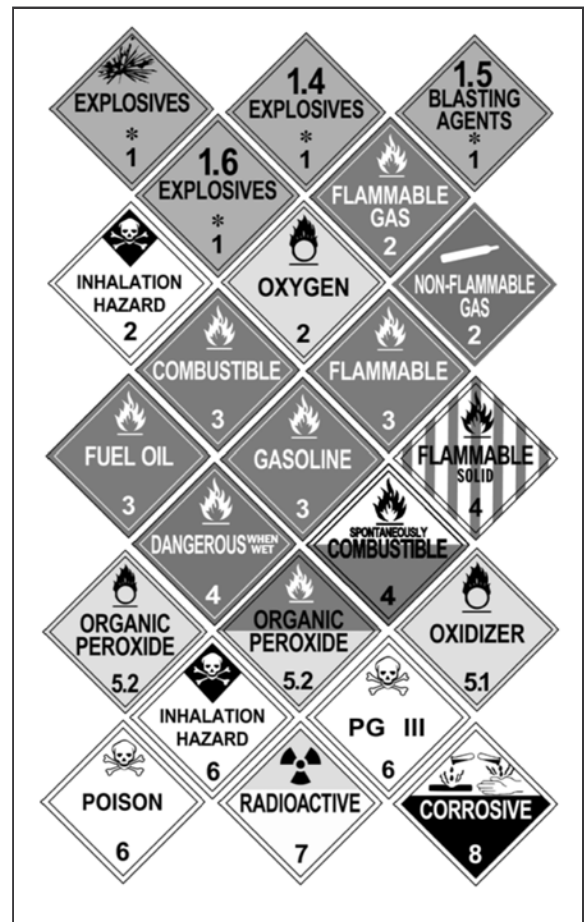 EXPLOSIVES
*
1
1.4
EXPLOSIVES
*
1
1.5
BLASTING
AGENTS
*
1
1.6
EXPLOSIVES
*
1
FLAMMABLE
GAS
2
INHALATION
HAZARD
2
OXYGEN
2
NON-FLAMMABLE
GAS
2
COMBUSTIBLE
3
FLAMMABLE
3
FUEL OIL
3
GASOLINE
3
FLAMMABLE
SOLID
4
DANGEROUS WHEN
WET
4
SPONTANEOUSLY
COMBUSTIBLE
4
ORGANIC
PEROXIDE
5.2
ORGANIC
PEROXIDE
5.2
OXIDIZER
5.1
INHALATION
HAZARD
6
PG III
6
POISON
6
RADIOACTIVE
7
CORROSIVE
8